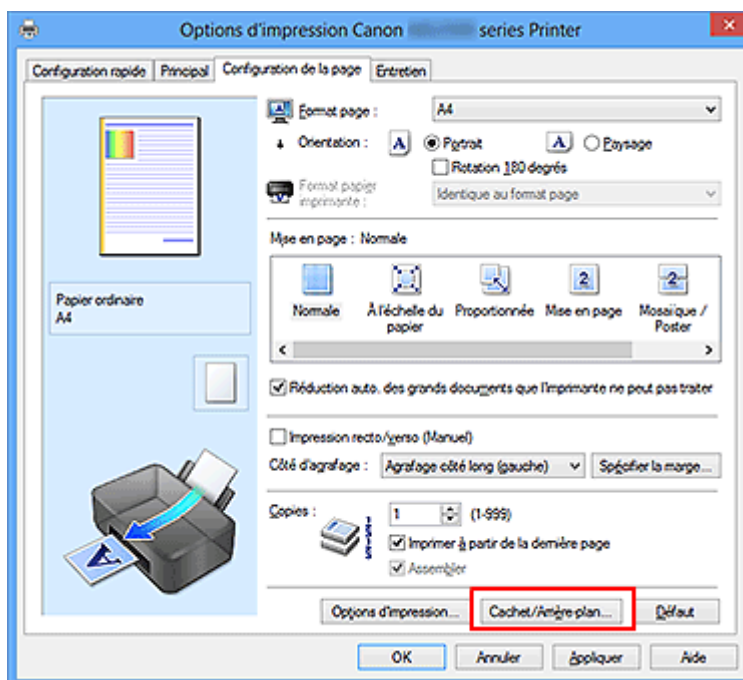 Options d'impression Canon series Printer
Configuration rapide Principal Configuration de la page Entretien
Format page : A4
Orientation : A Portrait A Paysage
Rotation 180 degrés
Format papier imprimante : Identique au format page
Mise en page : Normale
Normale À l'échelle du papier Proportionnée Mise en page Mosaïque / Poster
Papier ordinaire
A4
Réduction auto. des grands documents que l'imprimante ne peut pas traiter
Impression recto/verso (Manuel)
Côté d'agrafage : Agrafage côté long (gauche) Spécifier la marge...
Copies : 1 (1-999)
Imprimer à partir de la dernière page
Assembler
Options d'impression... Cachet/Arrière-plan... Défaut
OK Annuler Appliquer Aide